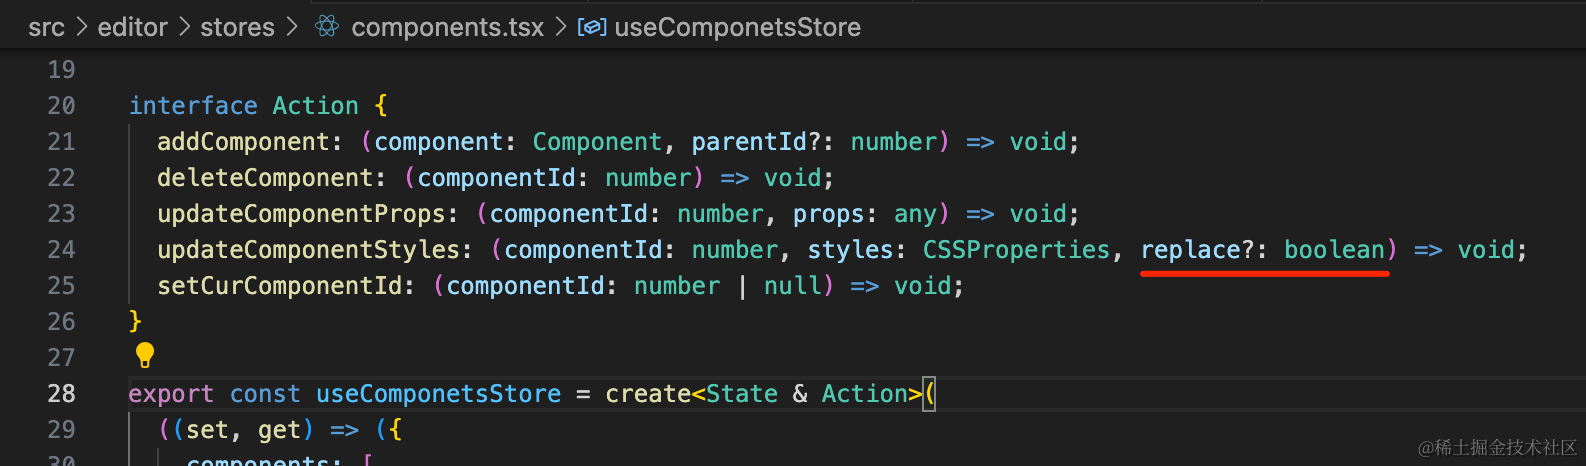 src > editor > stores > components.tsx > useComponetsStore
19
20 interface Action {
21 addComponent: (component: Component, parentId?: number) => void;
22 deleteComponent: (componentId: number) => void;
23 updateComponentProps: (componentId: number, props: any) => void;
24 updateComponentStyles: (componentId: number, styles: CSSProperties, replace?: boolean) => void;
25 setCurComponentId: (componentId: number | null) => void;
26 }
27
28 export const useComponetsStore = create<State & Action>(
29 ((set, get) => ({
30 components: [
@稀土掘金技术社区